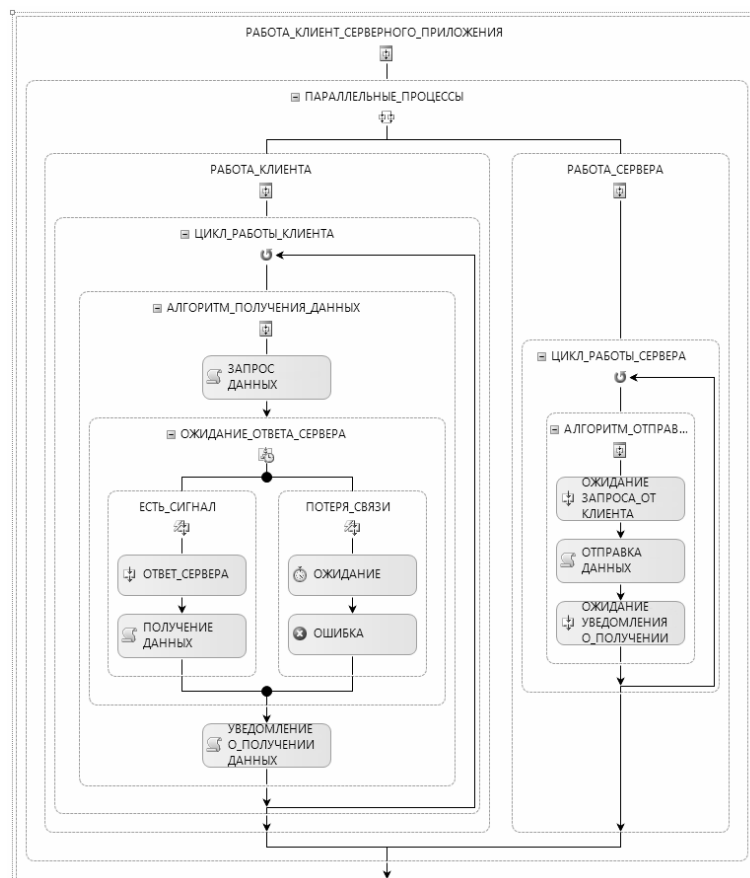 РАБОТА_КЛИЕНТ_СЕРВЕРНОГО_ПРИЛОЖЕНИЯ
ПАРАЛЛЕЛЬНЫЕ_ПРОЦЕССЫ
РАБОТА_КЛИЕНТА
ЦИКЛ_РАБОТЫ_КЛИЕНТА
АЛГОРИТМ_ПОЛУЧЕНИЯ_ДАННЫХ
ЗАПРОС
ДАННЫХ
ОЖИДАНИЕ_ОТВЕТА_СЕРВЕРА
ЕСТЬ_СИГНАЛ
ОТВЕТ_СЕРВЕРА
ПОЛУЧЕНИЕ
ДАННЫХ
ПОТЕРЯ_СВЯЗИ
ОЖИДАНИЕ
ОШИБКА
УВЕДОМЛЕНИЕ
О_ПОЛУЧЕНИИ
ДАННЫХ
РАБОТА_СЕРВЕРА
ЦИКЛ_РАБОТЫ_СЕРВЕРА
АЛГОРИТМ_ОТПРАВ...
ОЖИДАНИЕ
ЗАПРОСА_ОТ
КЛИЕНТА
ОТПРАВКА
ДАННЫХ
ОЖИДАНИЕ
УВЕДОМЛЕНИЯ
О_ПОЛУЧЕНИИ